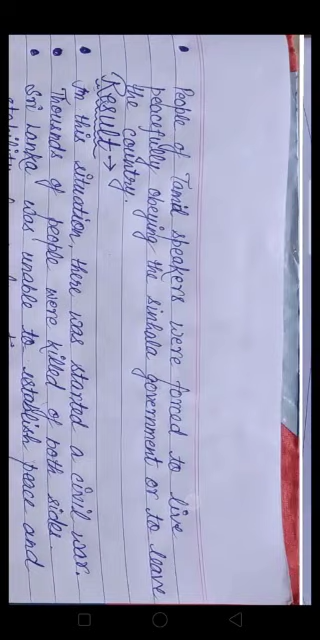 • People of Tamil speakers were forced to live
peacefully obeying the sinhala government or to leave
the country.
Result →
• In this situation, there was started a civil war.
• Thousnds of people were killed of both sides.
• Sri Lanka was unable to establish peace and